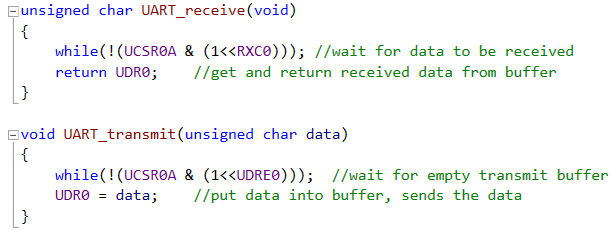 unsigned char UART_receive(void)
{
    while(!(UCSR0A & (1<<RXC0))); //wait for data to be received
    return UDR0;     //get and return received data from buffer
}
void UART_transmit(unsigned char data)
{
    while(!(UCSR0A & (1<<UDRE0)));  //wait for empty transmit buffer
    UDR0 = data;     //put data into buffer, sends the data
}